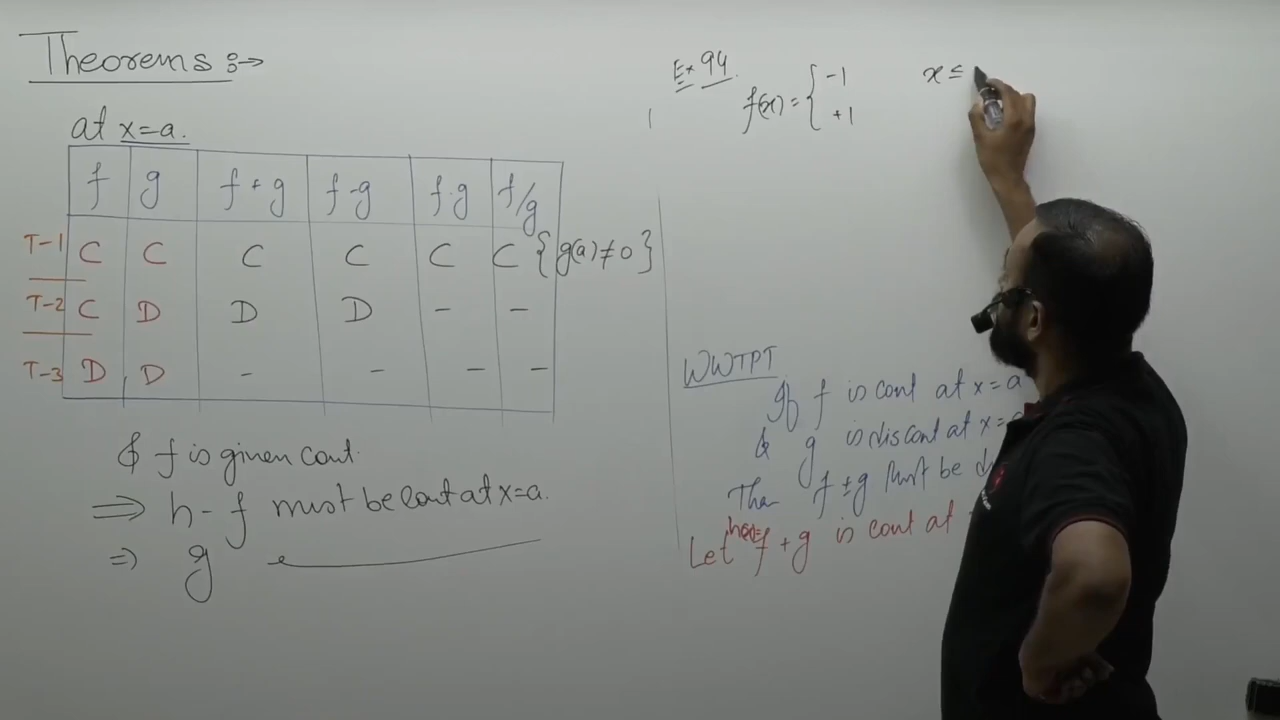 Theorems :→
at x=a.
f g f+g f-g f·g f/g
T-1 C C C C C C {g(a)≠0}
T-2 C D D D - -
T-3 D D - - - -
& f is given cont.
⇒ h-f must be cont at x=a.
⇒ g
Ex 94.
f(x)= { -1 x ≤
+1
WWTPT
If f is cont at x=a
& g is discont at x=
Then f±g must be
Let h(x)= f+g is cont at